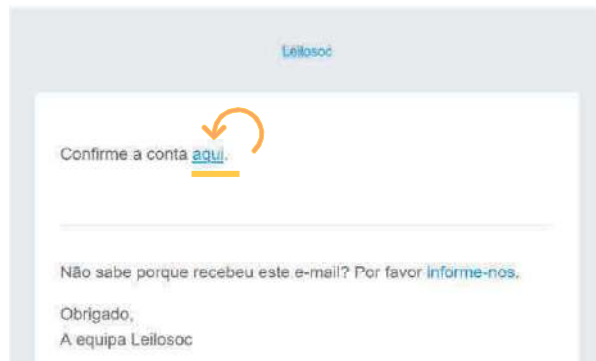 Leilosoc
Confirme a conta aqui.
Não sabe porque recebeu este e-mail? Por favor informe-nos.
Obrigado,
A equipa Leilosoc